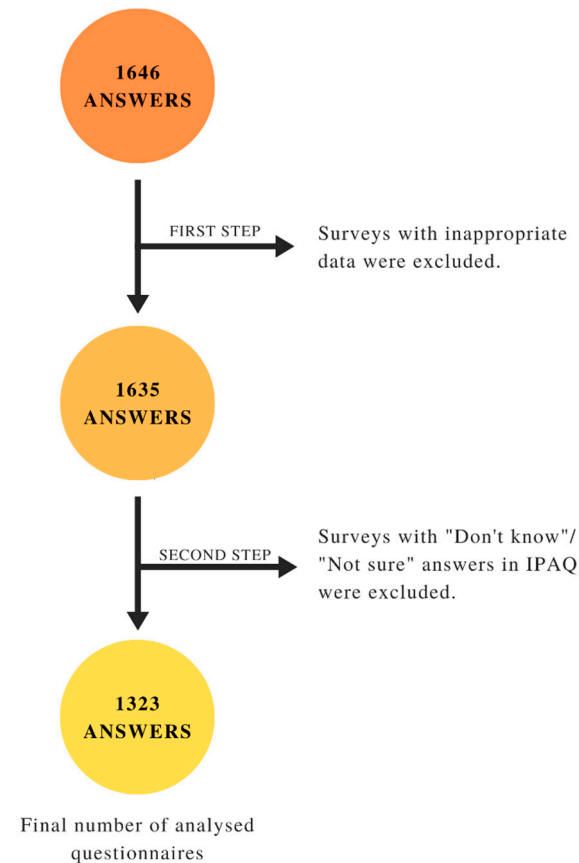 1646
ANSWERS
FIRST STEP
Surveys with inappropriate
data were excluded.
1635
ANSWERS
SECOND STEP
Surveys with "Don't know"/
"Not sure" answers in IPAQ
were excluded.
1323
ANSWERS
Final number of analysed
questionnaires